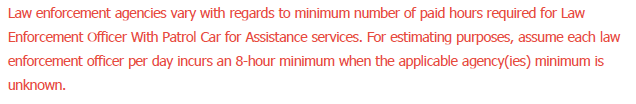 Law enforcement agencies vary with regards to minimum number of paid hours required for Law
Enforcement Officer With Patrol Car for Assistance services. For estimating purposes, assume each law
enforcement officer per day incurs an 8-hour minimum when the applicable agency(ies) minimum is
unknown.